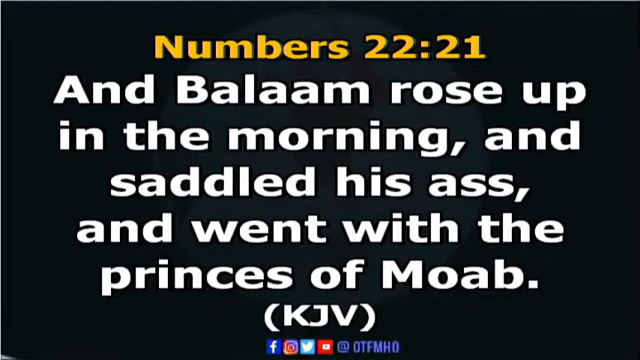 Numbers 22:21
And Balaam rose up
in the morning, and
saddled his ass,
and went with the
princes of Moab.
(KJV)
@ OTFMHQ